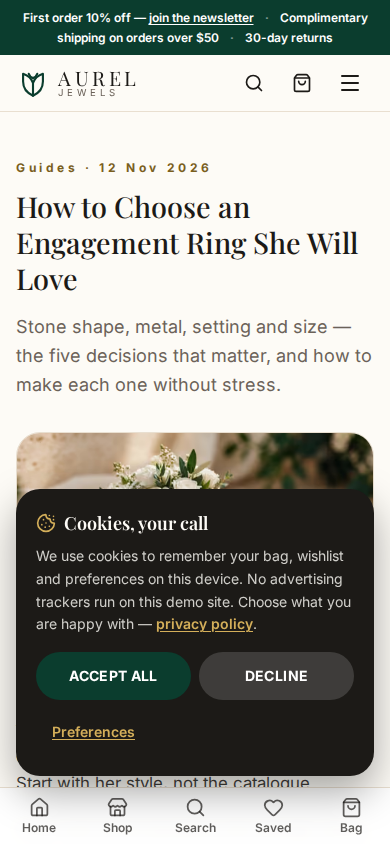 First order 10% off — join the newsletter · Complimentary
shipping on orders over $50 · 30-day returns
AUREL
JEWELS
Guides · 12 Nov 2026
How to Choose an
Engagement Ring She Will
Love
Stone shape, metal, setting and size —
the five decisions that matter, and how to
make each one without stress.
Cookies, your call
We use cookies to remember your bag, wishlist
and preferences on this device. No advertising
trackers run on this demo site. Choose what you
are happy with — privacy policy.
ACCEPT ALL DECLINE
Preferences
Start with her style, not the catalogue
Home Shop Search Saved Bag